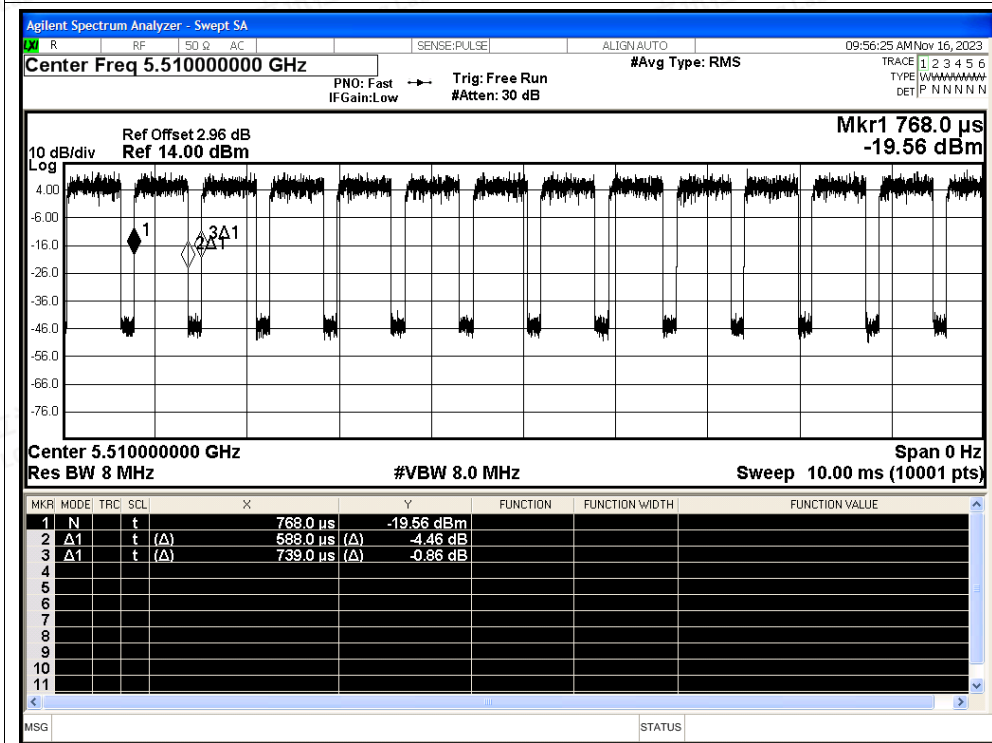 Agilent Spectrum Analyzer - Swept SA
LXI R RF 50 Ω AC SENSE:PULSE ALIGN AUTO 09:56:25 AM Nov 16, 2023
Center Freq 5.510000000 GHz
PNO: Fast
IFGain:Low
Trig: Free Run
#Atten: 30 dB
#Avg Type: RMS
TRACE 1 2 3 4 5 6
TYPE
DET P N N N N N
Mkr1 768.0 µs
-19.56 dBm
Ref Offset 2.96 dB
10 dB/div Ref 14.00 dBm
Log
4.00
-6.00
-16.0
-26.0
-36.0
-46.0
-56.0
-66.0
-76.0
1
2Δ1
3Δ1
Center 5.510000000 GHz Span 0 Hz
Res BW 8 MHz #VBW 8.0 MHz Sweep 10.00 ms (10001 pts)
MKR MODE TRC SCL X Y FUNCTION FUNCTION WIDTH FUNCTION VALUE
1 N t 768.0 µs -19.56 dBm
2 Δ1 t (Δ) 588.0 µs (Δ) -4.46 dB
3 Δ1 t (Δ) 739.0 µs (Δ) -0.86 dB
4
5
6
7
8
9
10
11
MSG STATUS